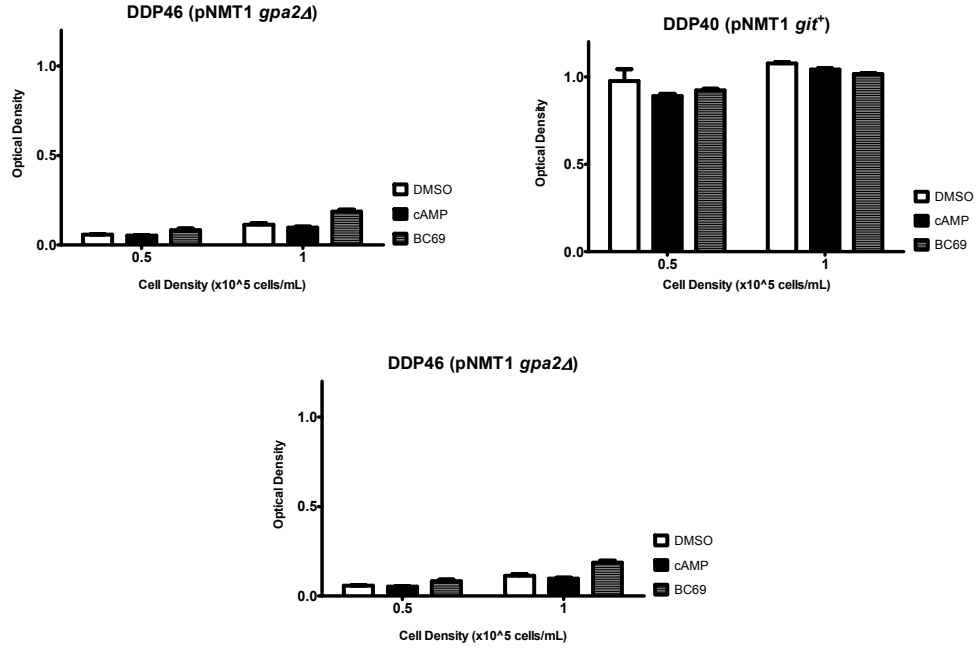 DDP46 (pNMT1 gpa2Δ)
1.0
0.5
0.0
Optical Density
0.5
1
Cell Density (x10^5 cells/mL)
DMSO
cAMP
BC69
DDP40 (pNMT1 git⁺)
1.0
0.5
0.0
Optical Density
0.5
1
Cell Density (x10^5 cells/mL)
DMSO
cAMP
BC69
DDP46 (pNMT1 gpa2Δ)
1.0
0.5
0.0
Optical Density
0.5
1
Cell Density (x10^5 cells/mL)
DMSO
cAMP
BC69